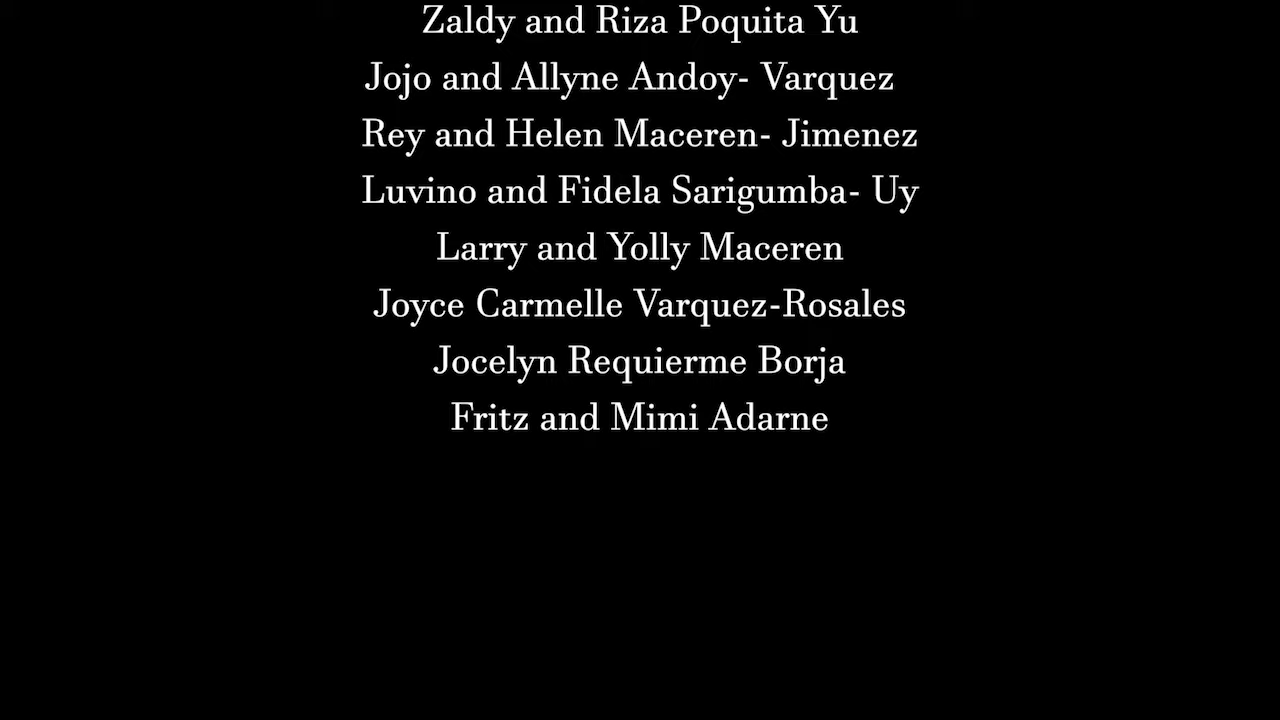 Zaldy and Riza Poquita Yu
Jojo and Allyne Andoy- Varquez
Rey and Helen Maceren- Jimenez
Luvino and Fidela Sarigumba- Uy
Larry and Yolly Maceren
Joyce Carmelle Varquez-Rosales
Jocelyn Requierme Borja
Fritz and Mimi Adarne